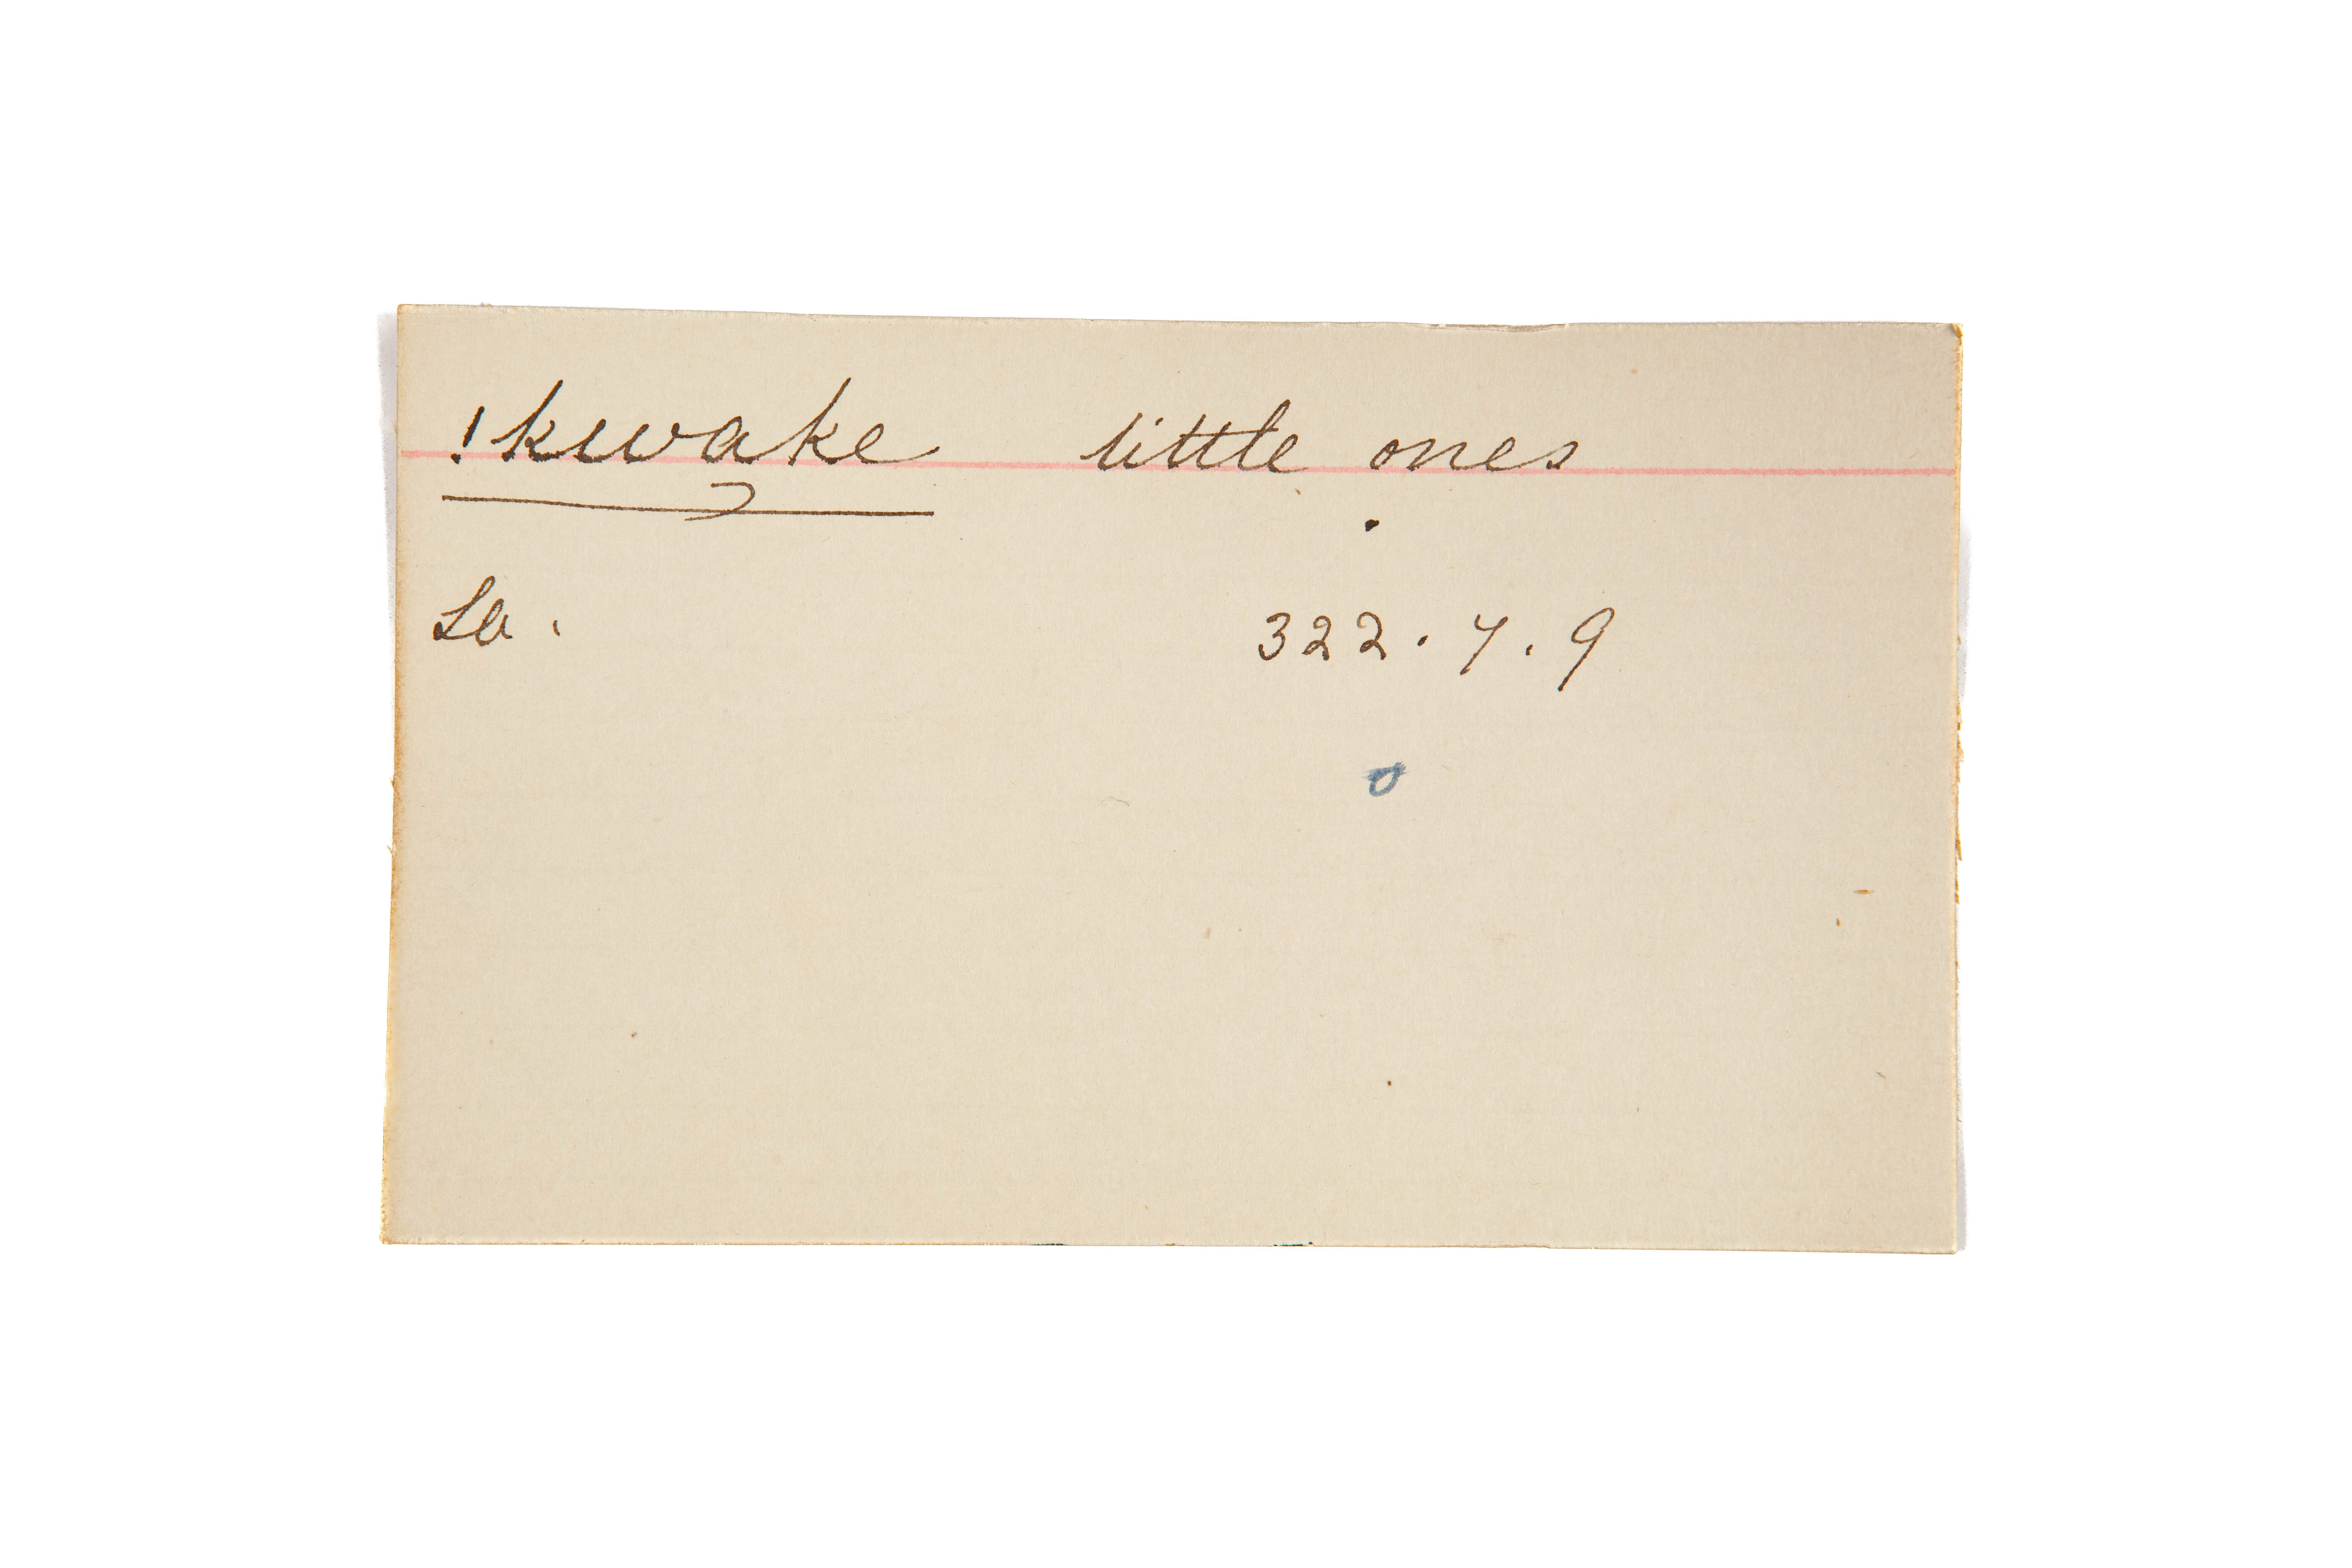 !kwake little ones
La. 322.7.9